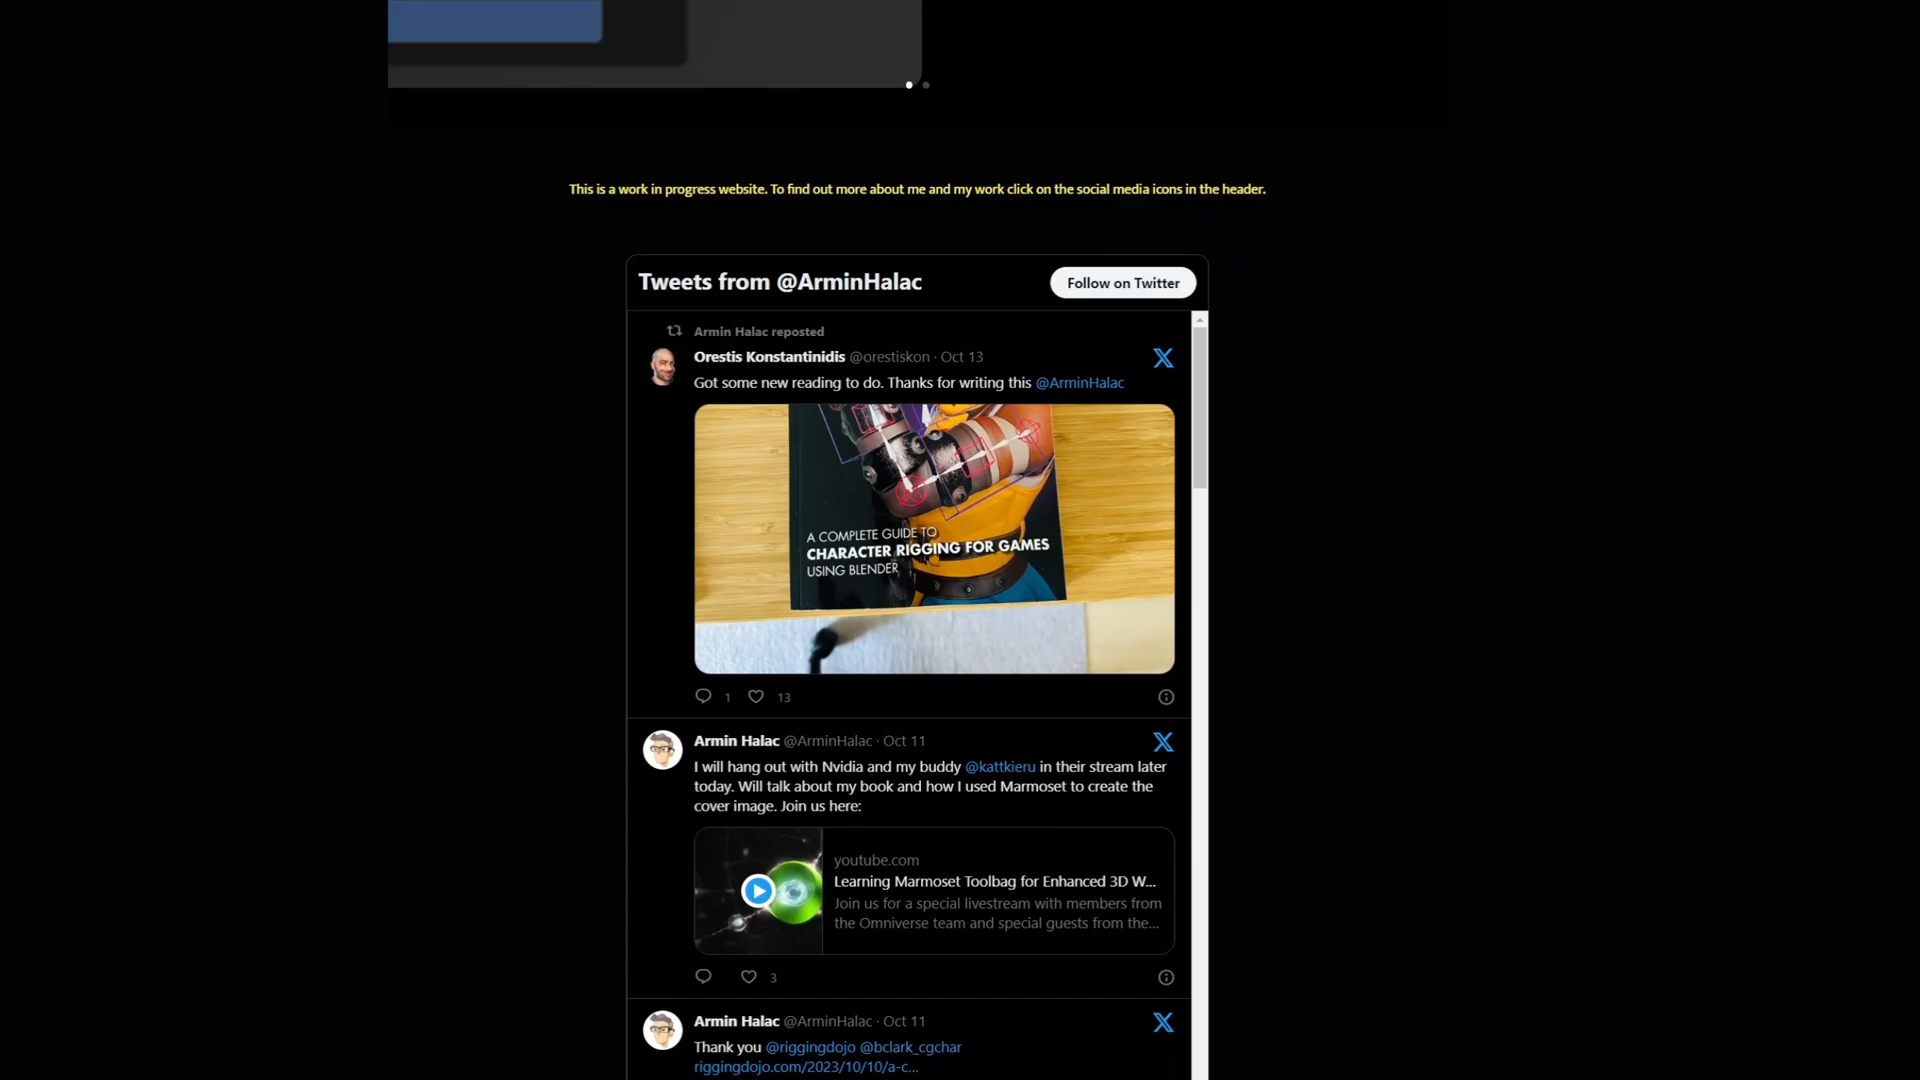 This is a work in progress website. To find out more about me and my work click on the social media icons in the header.
Tweets from @ArminHalac
Follow on Twitter
Armin Halac reposted
Orestis Konstantinidis @orestiskon · Oct 13
Got some new reading to do. Thanks for writing this @ArminHalac
A COMPLETE GUIDE TO
CHARACTER RIGGING FOR GAMES
USING BLENDER
1 13
Armin Halac @ArminHalac · Oct 11
I will hang out with Nvidia and my buddy @kattkieru in their stream later
today. Will talk about my book and how I used Marmoset to create the
cover image. Join us here:
youtube.com
Learning Marmoset Toolbag for Enhanced 3D W...
Join us for a special livestream with members from
the Omniverse team and special guests from the...
3
Armin Halac @ArminHalac · Oct 11
Thank you @riggingdojo @bclark_cgchar
riggingdojo.com/2023/10/10/a-c...